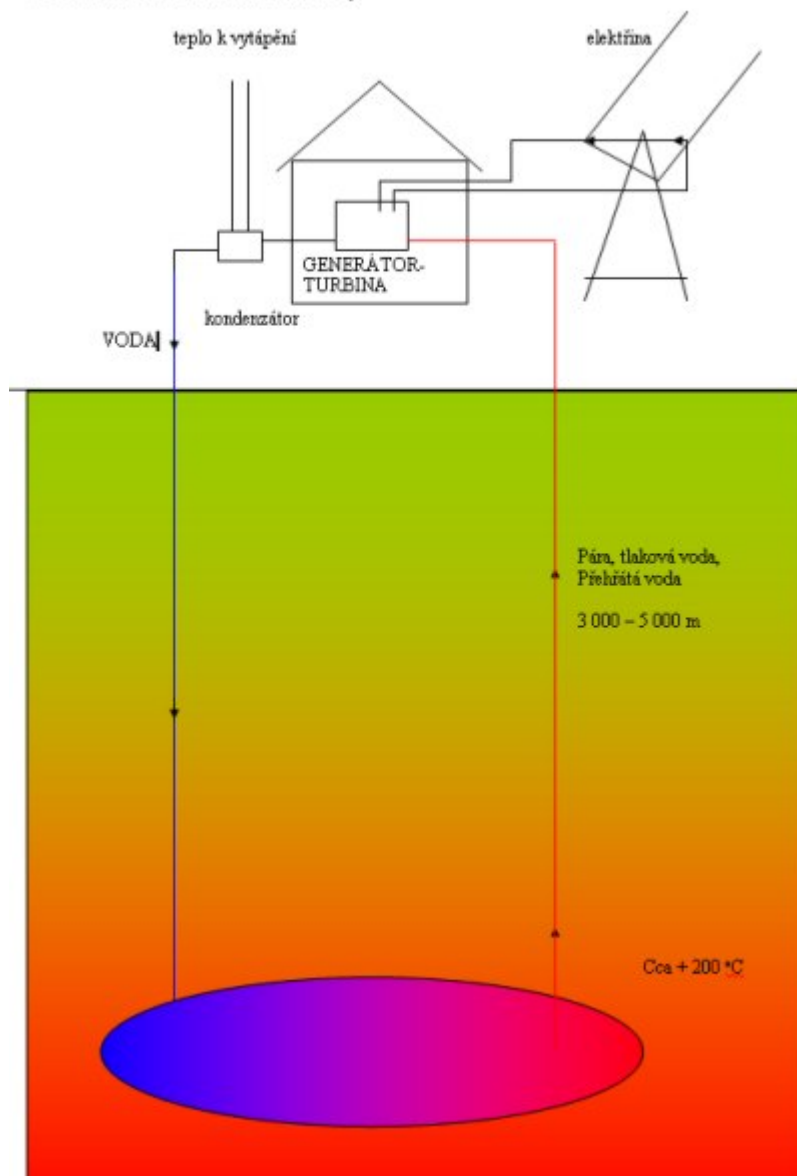 teplo k vytápění
elektřina
GENERÁTOR-
TURBINA
kondenzátor
VODA
Pára, tlaková voda,
Přehřátá voda
3 000 – 5 000 m
Cca + 200 °C